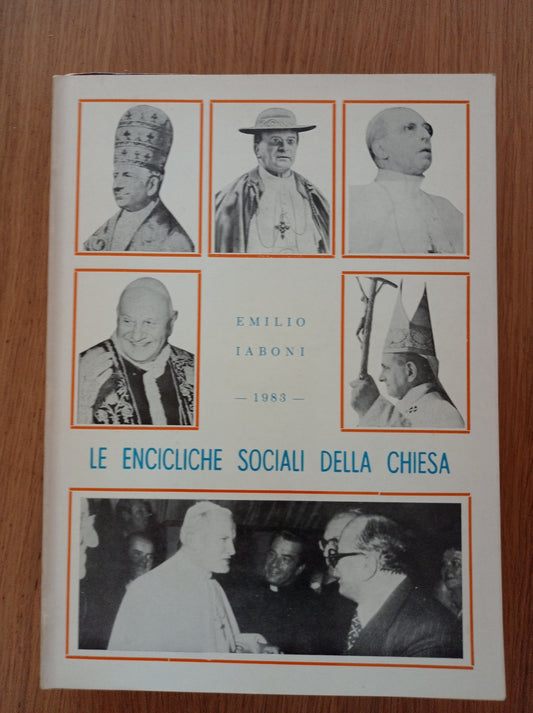 EMILIO
IABONI
— 1983 —
LE ENCICLICHE SOCIALI DELLA CHIESA